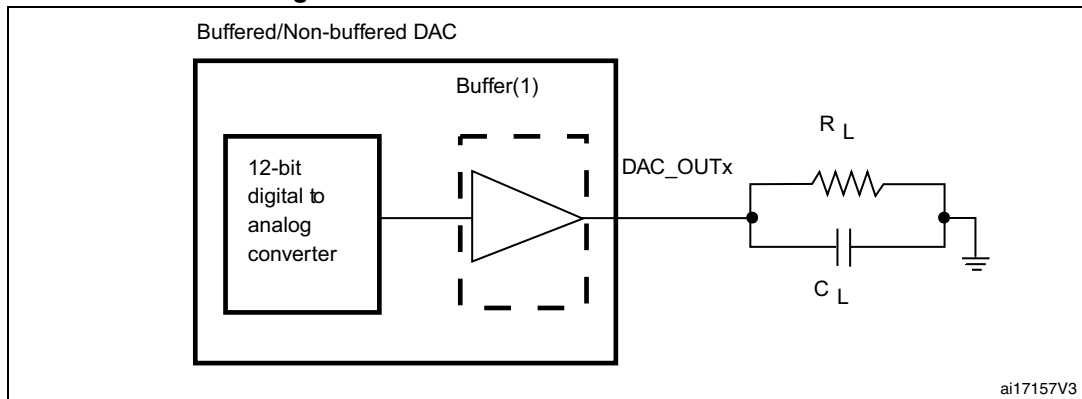 Buffered/Non-buffered DAC
Buffer(1)
12-bit
digital to
analog
converter
DAC_OUTx
R L
C L
ai17157V3